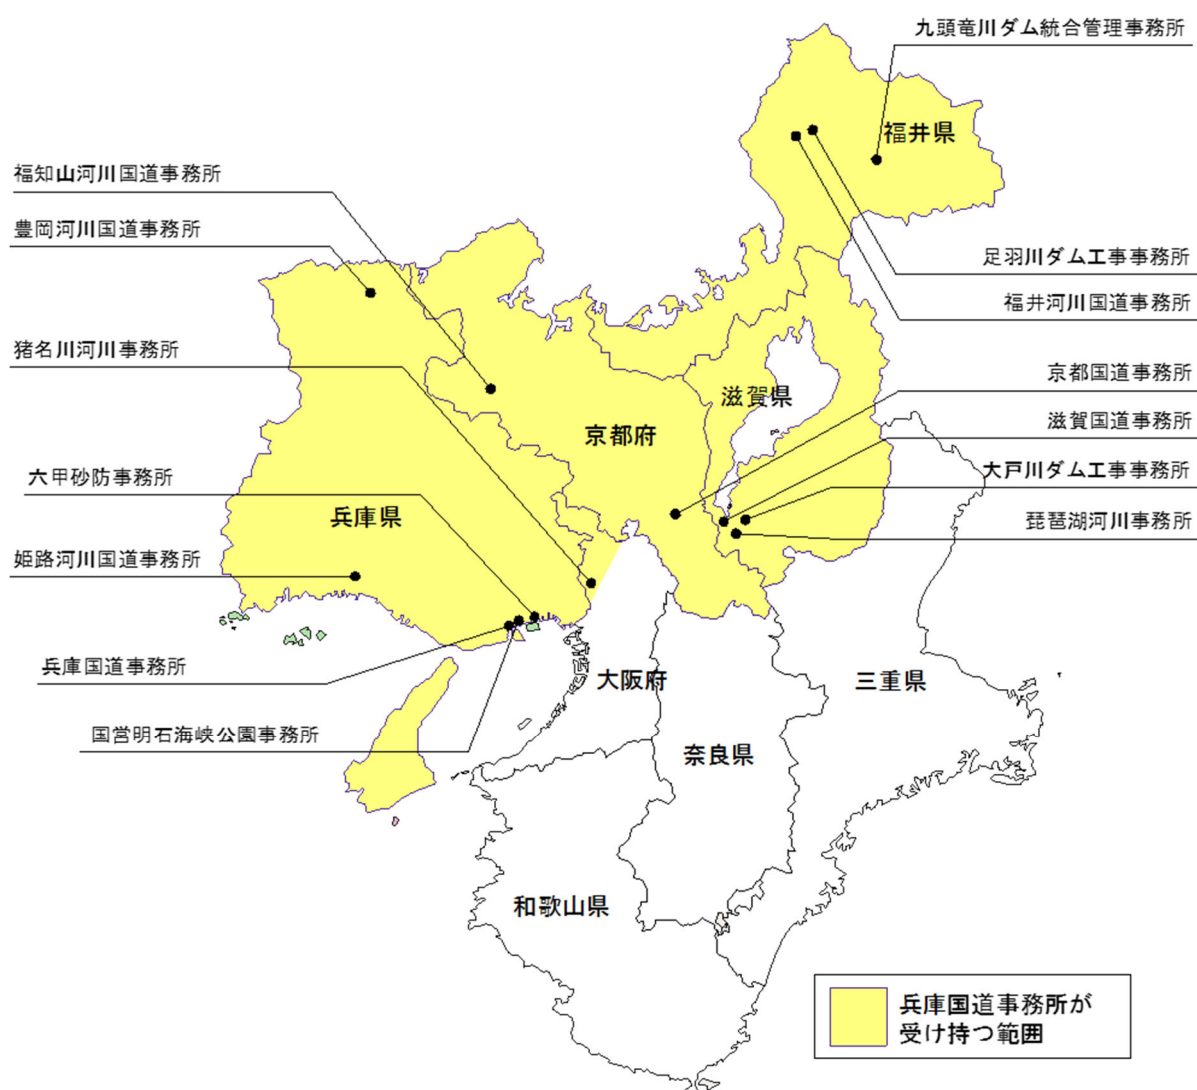 九頭竜川ダム統合管理事務所
福井県
福知山河川国道事務所
豊岡河川国道事務所
足羽川ダム工事事務所
福井河川国道事務所
猪名川河川事務所
京都国道事務所
滋賀県
滋賀国道事務所
京都府
大戸川ダム工事事務所
六甲砂防事務所
兵庫県
琵琶湖河川事務所
姫路河川国道事務所
兵庫国道事務所
大阪府
三重県
国営明石海峡公園事務所
奈良県
和歌山県
兵庫国道事務所が
受け持つ範囲